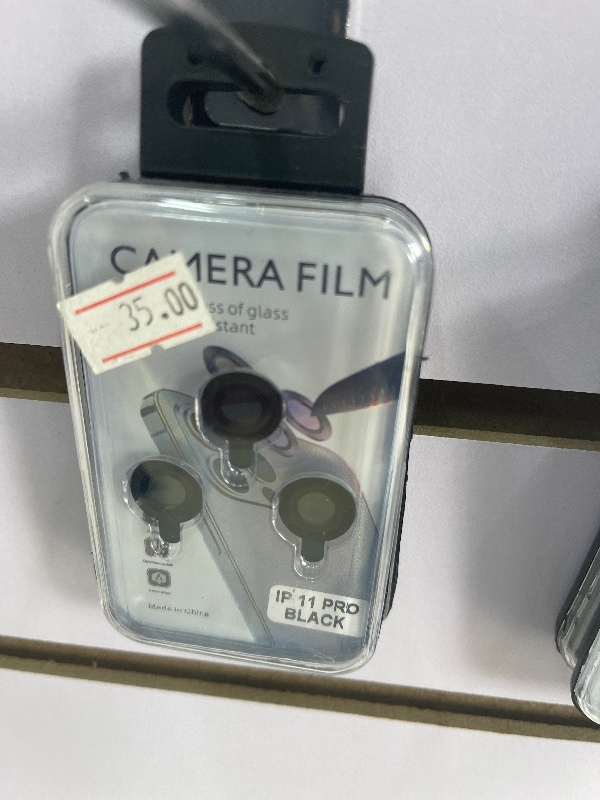 CAMERA FILM
35.00
ss of glass
stant
Made in China
IP 11 PRO
BLACK